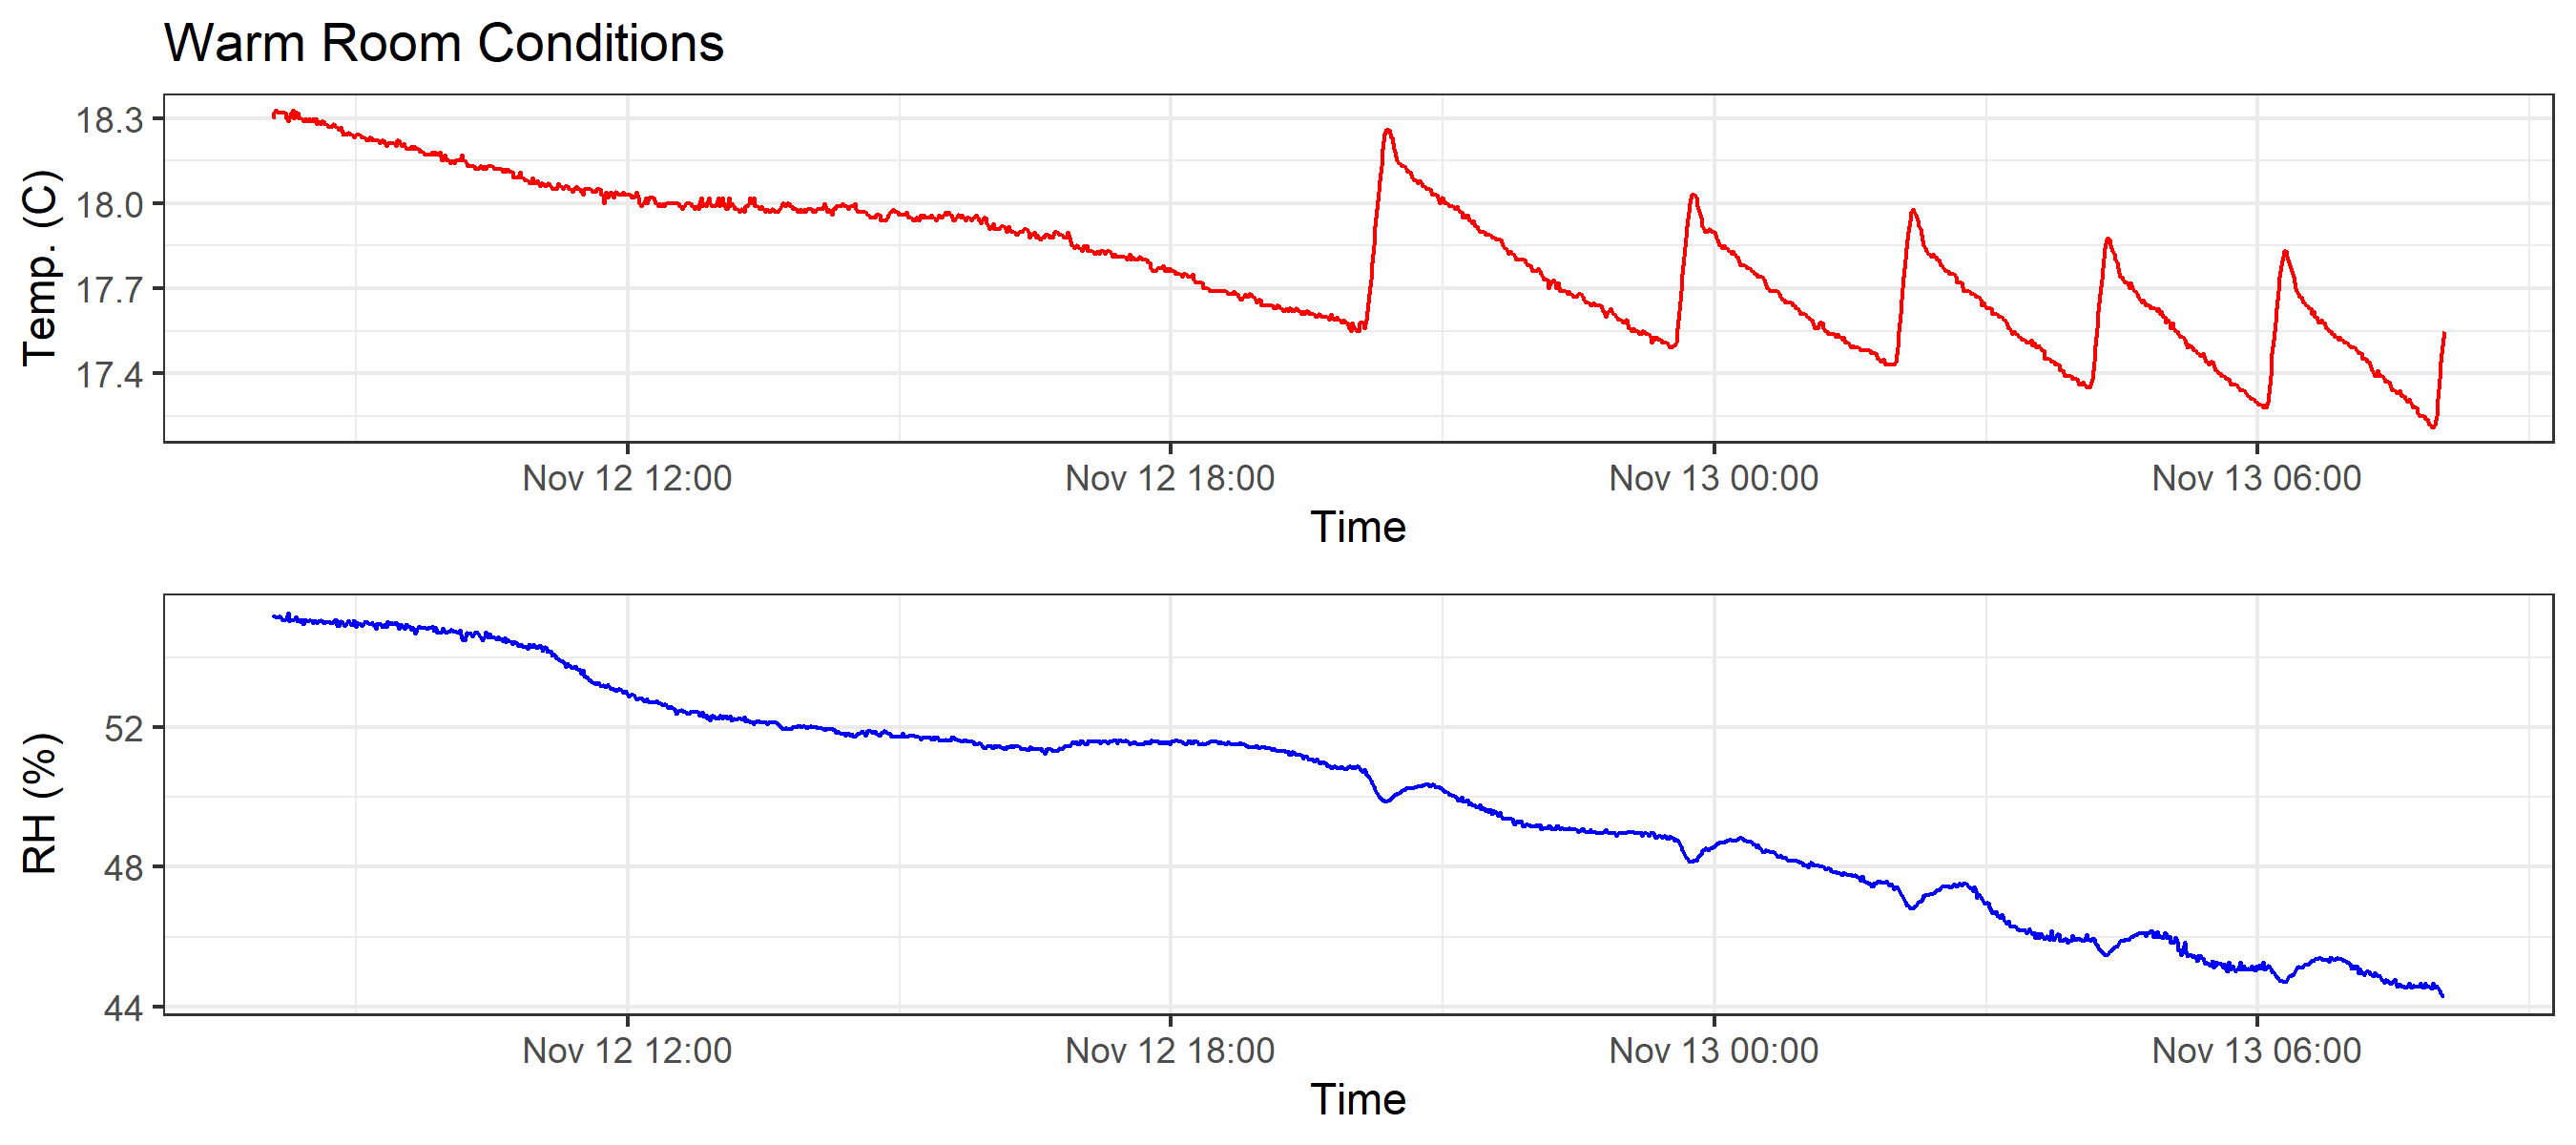 Warm Room Conditions
Temp. (C)
18.3
18.0
17.7
17.4
Nov 12 12:00 Nov 12 18:00 Nov 13 00:00 Nov 13 06:00
Time
RH (%)
52
48
44
Nov 12 12:00 Nov 12 18:00 Nov 13 00:00 Nov 13 06:00
Time